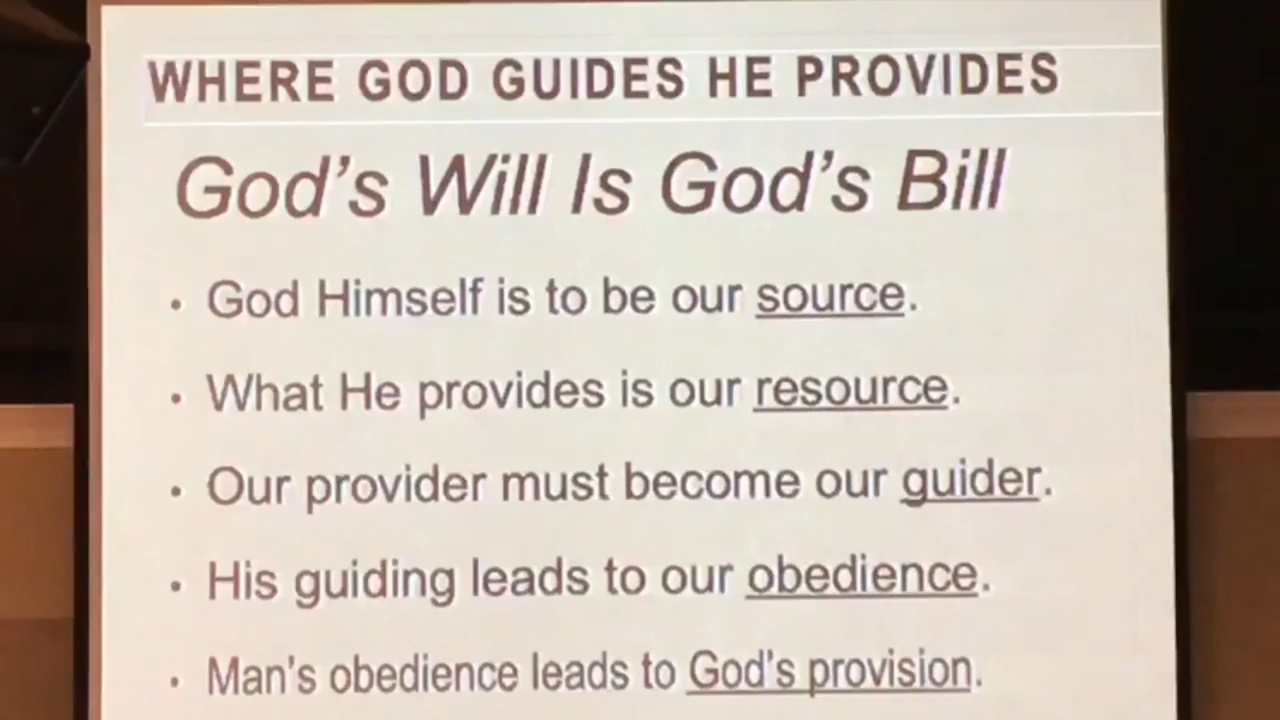 WHERE GOD GUIDES HE PROVIDES
God's Will Is God's Bill
• God Himself is to be our source.
• What He provides is our resource.
• Our provider must become our guider.
• His guiding leads to our obedience.
• Man's obedience leads to God's provision.